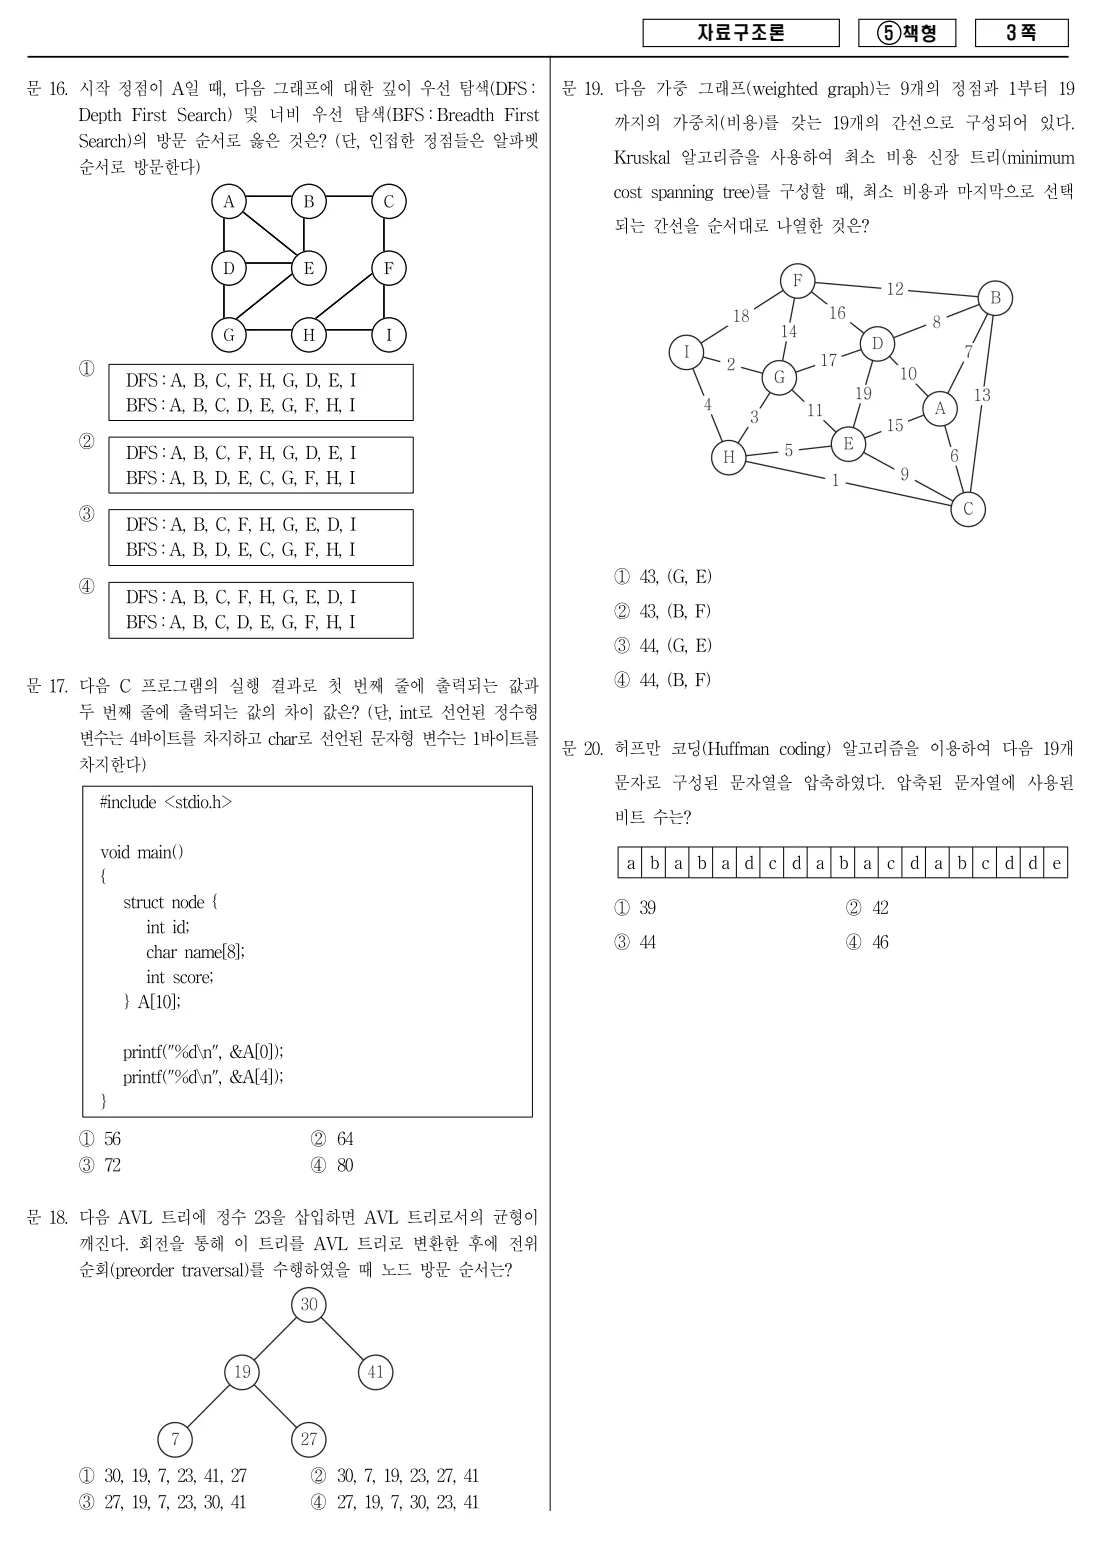 자료구조론
⑤책형
3 쪽
문 16. 시작 정점이 A일 때, 다음 그래프에 대한 깊이 우선 탐색(DFS :
Depth First Search) 및 너비 우선 탐색(BFS : Breadth First
Search)의 방문 순서로 옳은 것은? (단, 인접한 정점들은 알파벳
순서로 방문한다)
A B C
D E F
G H I
①
DFS : A, B, C, F, H, G, D, E, I
BFS : A, B, C, D, E, G, F, H, I
②
DFS : A, B, C, F, H, G, D, E, I
BFS : A, B, D, E, C, G, F, H, I
③
DFS : A, B, C, F, H, G, E, D, I
BFS : A, B, D, E, C, G, F, H, I
④
DFS : A, B, C, F, H, G, E, D, I
BFS : A, B, C, D, E, G, F, H, I
문 17. 다음 C 프로그램의 실행 결과로 첫 번째 줄에 출력되는 값과
두 번째 줄에 출력되는 값의 차이 값은? (단, int로 선언된 정수형
변수는 4바이트를 차지하고 char로 선언된 문자형 변수는 1바이트를
차지한다)
#include <stdio.h>
void main()
{
struct node {
int id;
char name[8];
int score;
} A[10];
printf("%d\n", &A[0]);
printf("%d\n", &A[4]);
}
① 56 ② 64
③ 72 ④ 80
문 18. 다음 AVL 트리에 정수 23을 삽입하면 AVL 트리로서의 균형이
깨진다. 회전을 통해 이 트리를 AVL 트리로 변환한 후에 전위
순회(preorder traversal)를 수행하였을 때 노드 방문 순서는?
30
19 41
7 27
① 30, 19, 7, 23, 41, 27 ② 30, 7, 19, 23, 27, 41
③ 27, 19, 7, 23, 30, 41 ④ 27, 19, 7, 30, 23, 41
문 19. 다음 가중 그래프(weighted graph)는 9개의 정점과 1부터 19
까지의 가중치(비용)를 갖는 19개의 간선으로 구성되어 있다.
Kruskal 알고리즘을 사용하여 최소 비용 신장 트리(minimum
cost spanning tree)를 구성할 때, 최소 비용과 마지막으로 선택
되는 간선을 순서대로 나열한 것은?
F
12
B
18
16
8
14
I
D
7
2
17
G
10
19
13
4
3
11
A
15
E
H
5
6
9
1
C
① 43, (G, E)
② 43, (B, F)
③ 44, (G, E)
④ 44, (B, F)
문 20. 허프만 코딩(Huffman coding) 알고리즘을 이용하여 다음 19개
문자로 구성된 문자열을 압축하였다. 압축된 문자열에 사용된
비트 수는?
a b a b a d c d a b a c d a b c d d e
① 39 ② 42
③ 44 ④ 46